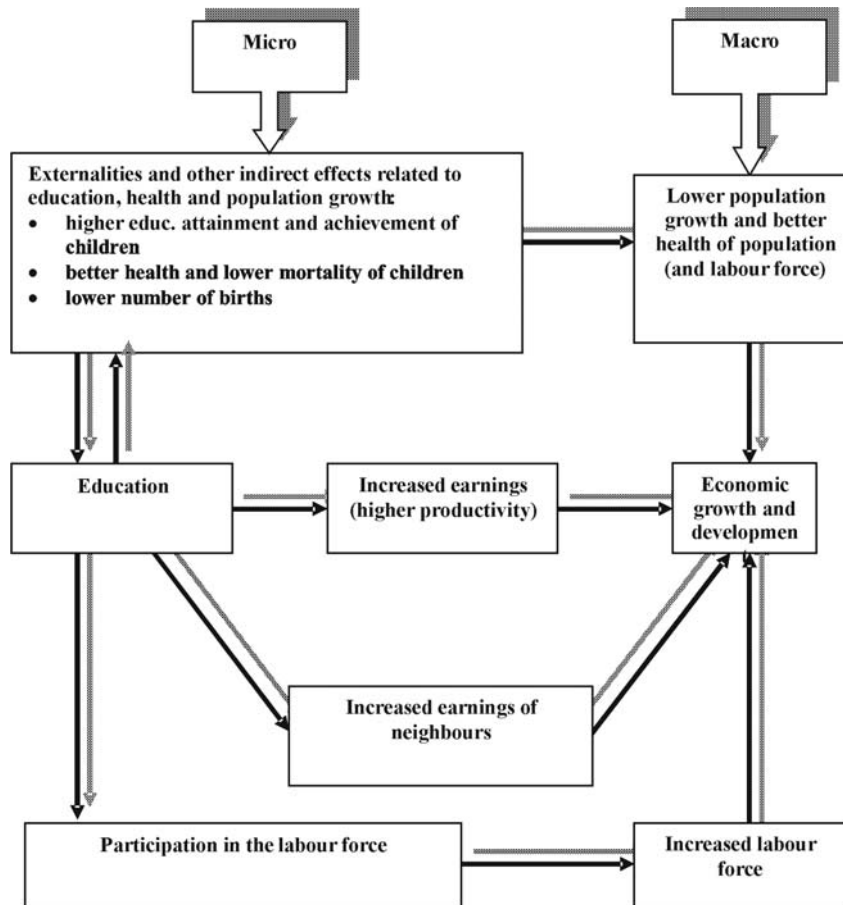 Micro
Macro
Externalities and other indirect effects related to
education, health and population growth:
• higher educ. attainment and achievement of
children
• better health and lower mortality of children
• lower number of births
Lower population
growth and better
health of population
(and labour force)
Education
Increased earnings
(higher productivity)
Economic
growth and
developmen
Increased earnings of
neighbours
Participation in the labour force
Increased labour
force